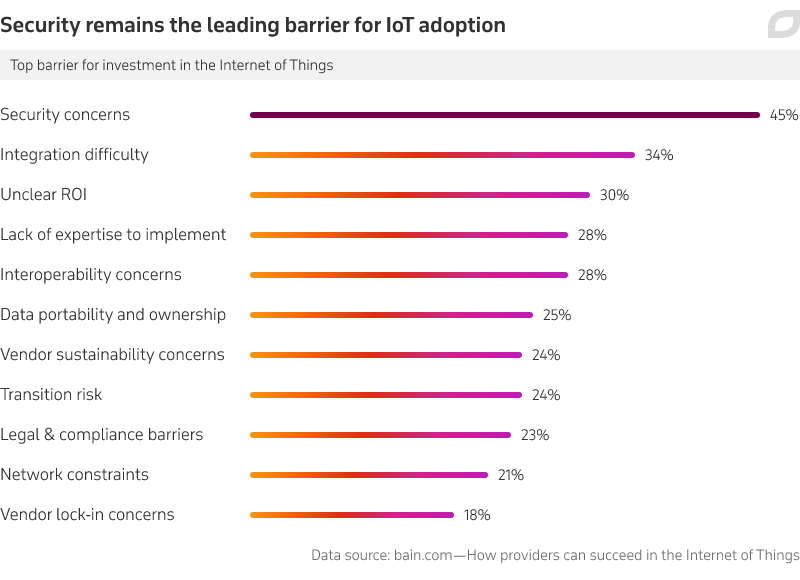 Security remains the leading barrier for IoT adoption
Top barrier for investment in the Internet of Things
Security concerns 45%
Integration difficulty 34%
Unclear ROI 30%
Lack of expertise to implement 28%
Interoperability concerns 28%
Data portability and ownership 25%
Vendor sustainability concerns 24%
Transition risk 24%
Legal & compliance barriers 23%
Network constraints 21%
Vendor lock-in concerns 18%
Data source: bain.com—How providers can succeed in the Internet of Things